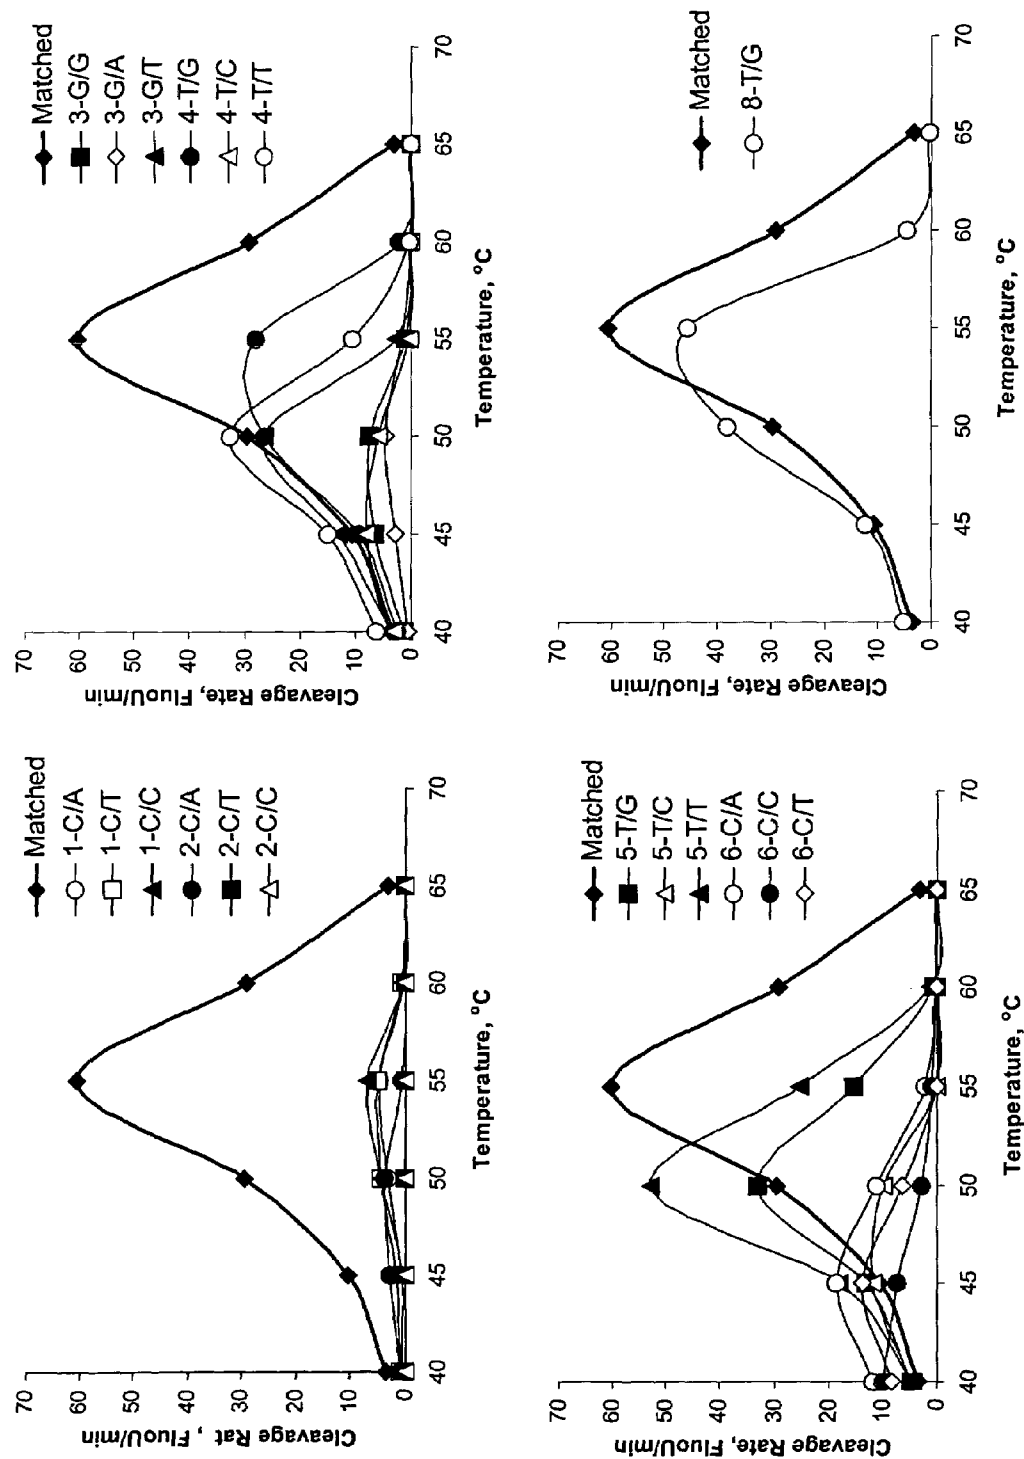 70
60
50
40
30
20
10
0
Cleavage Rat , FluoU/min
40
45
50
55
60
65
70
Temperature, °C
Matched
1-C/A
1-C/T
1-C/C
2-C/A
2-C/T
2-C/C
70
60
50
40
30
20
10
0
Cleavage Rate, FluoU/min
40
45
50
55
60
65
70
Temperature, °C
Matched
3-G/G
3-G/A
3-G/T
4-T/G
4-T/C
4-T/T
70
60
50
40
30
20
10
0
Cleavage Rate, FluoU/min
40
45
50
55
60
65
70
Temperature, °C
Matched
5-T/G
5-T/C
5-T/T
6-C/A
6-C/C
6-C/T
70
60
50
40
30
20
10
0
Cleavage Rate, FluoU/min
40
45
50
55
60
65
70
Temperature, °C
Matched
8-T/G